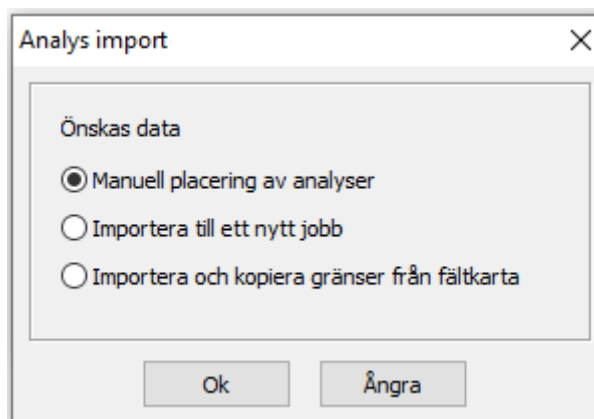 Analys import
Önskas data
Manuell placering av analyser
Importera till ett nytt jobb
Importera och kopiera gränser från fältkarta
Ok
Ångra